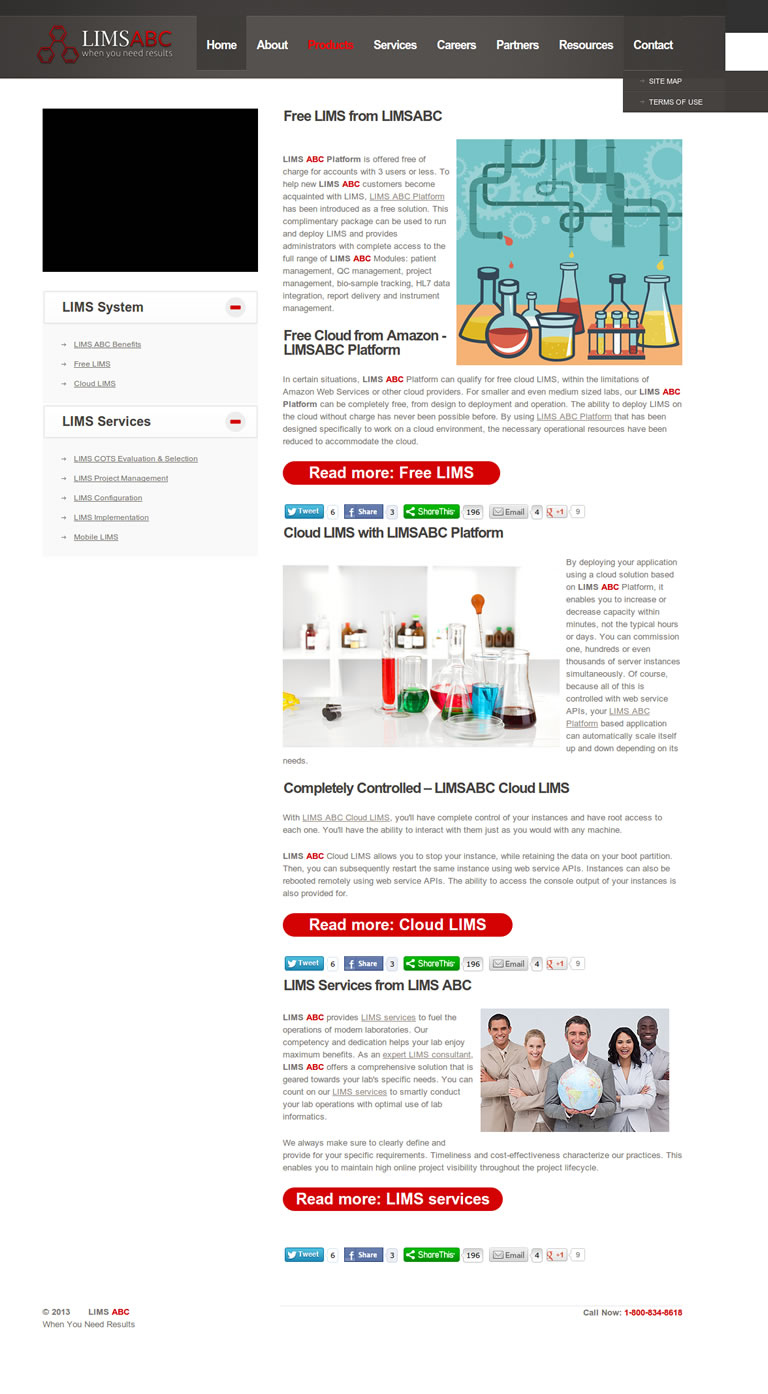 LIMSABC
when you need results
Home
About
Products
Services
Careers
Partners
Resources
Contact
SITE MAP
TERMS OF USE
LIMS System
LIMS ABC Benefits
Free LIMS
Cloud LIMS
LIMS Services
LIMS COTS Evaluation & Selection
LIMS Project Management
LIMS Configuration
LIMS Implementation
Mobile LIMS
Free LIMS from LIMSABC
LIMS ABC Platform is offered free of
charge for accounts with 3 users or less. To
help new LIMS ABC customers become
acquainted with LIMS, LIMS ABC Platform
has been introduced as a free solution. This
complimentary package can be used to run
and deploy LIMS and provides
administrators with complete access to the
full range of LIMS ABC Modules: patient
management, QC management, project
management, bio-sample tracking, HL7 data
integration, report delivery and instrument
management.
Free Cloud from Amazon -
LIMSABC Platform
In certain situations, LIMS ABC Platform can qualify for free cloud LIMS, within the limitations of
Amazon Web Services or other cloud providers. For smaller and even medium sized labs, our LIMS ABC
Platform can be completely free, from design to deployment and operation. The ability to deploy LIMS on
the cloud without charge has never been possible before. By using LIMS ABC Platform that has been
designed specifically to work on a cloud environment, the necessary operational resources have been
reduced to accommodate the cloud.
Read more: Free LIMS
Tweet 6 Share 3 ShareThis 196 Email 4 +1 9
Cloud LIMS with LIMSABC Platform
By deploying your application
using a cloud solution based
on LIMS ABC Platform, it
enables you to increase or
decrease capacity within
minutes, not the typical hours
or days. You can commission
one, hundreds or even
thousands of server instances
simultaneously. Of course,
because all of this is
controlled with web service
APIs, your LIMS ABC
Platform based application
can automatically scale itself
up and down depending on its
needs.
Completely Controlled – LIMSABC Cloud LIMS
With LIMS ABC Cloud LIMS, you'll have complete control of your instances and have root access to
each one. You'll have the ability to interact with them just as you would with any machine.
LIMS ABC Cloud LIMS allows you to stop your instance, while retaining the data on your boot partition.
Then, you can subsequently restart the same instance using web service APIs. Instances can also be
rebooted remotely using web service APIs. The ability to access the console output of your instances is
also provided for.
Read more: Cloud LIMS
Tweet 6 Share 3 ShareThis 196 Email 4 +1 9
LIMS Services from LIMS ABC
LIMS ABC provides LIMS services to fuel the
operations of modern laboratories. Our
competency and dedication helps your lab enjoy
maximum benefits. As an expert LIMS consultant,
LIMS ABC offers a comprehensive solution that is
geared towards your lab's specific needs. You can
count on our LIMS services to smartly conduct
your lab operations with optimal use of lab
informatics.
We always make sure to clearly define and
provide for your specific requirements. Timeliness and cost-effectiveness characterize our practices. This
enables you to maintain high online project visibility throughout the project lifecycle.
Read more: LIMS services
Tweet 6 Share 3 ShareThis 196 Email 4 +1 9
© 2013 LIMS ABC
When You Need Results
Call Now: 1-800-834-8618